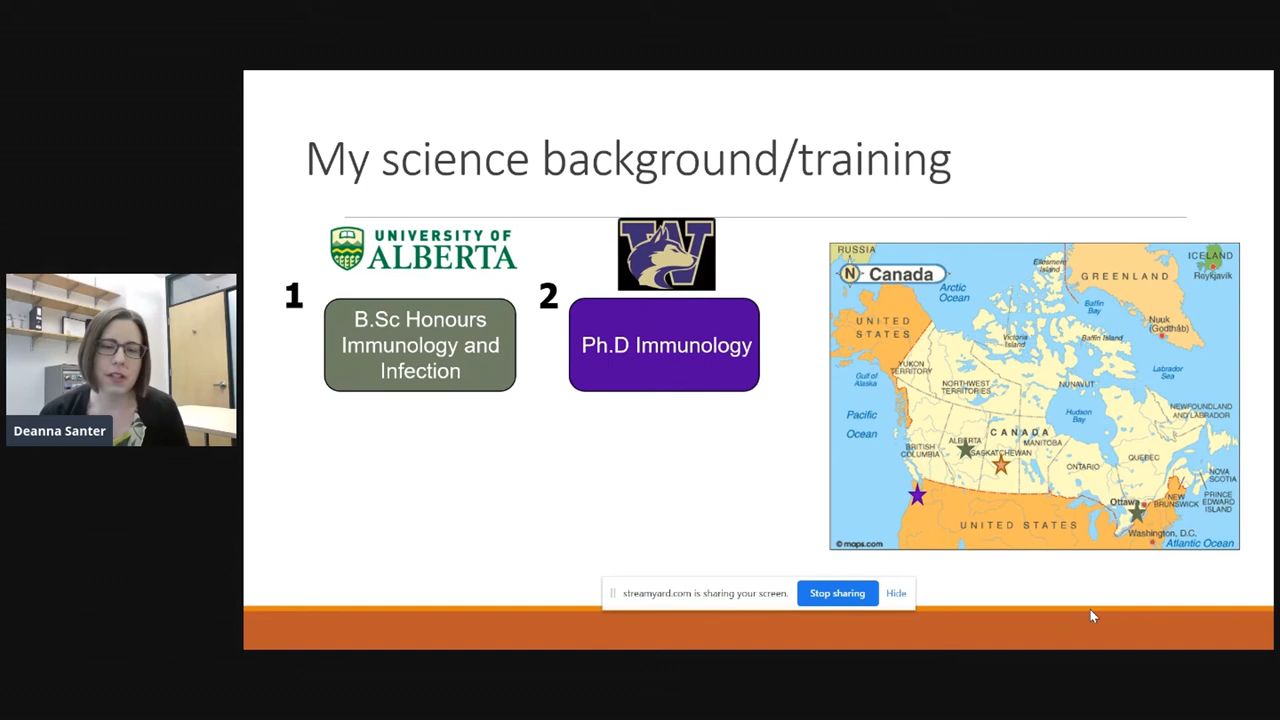 My science background/training
UNIVERSITY OF
ALBERTA
W
1
B.Sc Honours
Immunology and
Infection
2
Ph.D Immunology
Deanna Santer
RUSSIA
N Canada
ICELAND
Reykjavik
Ellesmere
Island
GREENLAND
Arctic
Ocean
Baffin
Bay
Nuuk
(Godthåb)
UNITED
STATES
Victoria
Island
Baffin Island
Gulf of
Alaska
YUKON
TERRITORY
NORTHWEST
TERRITORIES
NUNAVUT
Labrador
Sea
Pacific
Ocean
Hudson
Bay
NEWFOUNDLAND
AND LABRADOR
BRITISH
COLUMBIA
ALBERTA
CANADA
MANITOBA
SASKATCHEWAN
ONTARIO
QUEBEC
NOVA
SCOTIA
Ottawa
NEW
BRUNSWICK
PRINCE
EDWARD
ISLAND
UNITED STATES
Washington, D.C.
© maps.com
Atlantic Ocean
streamyard.com is sharing your screen.
Stop sharing
Hide